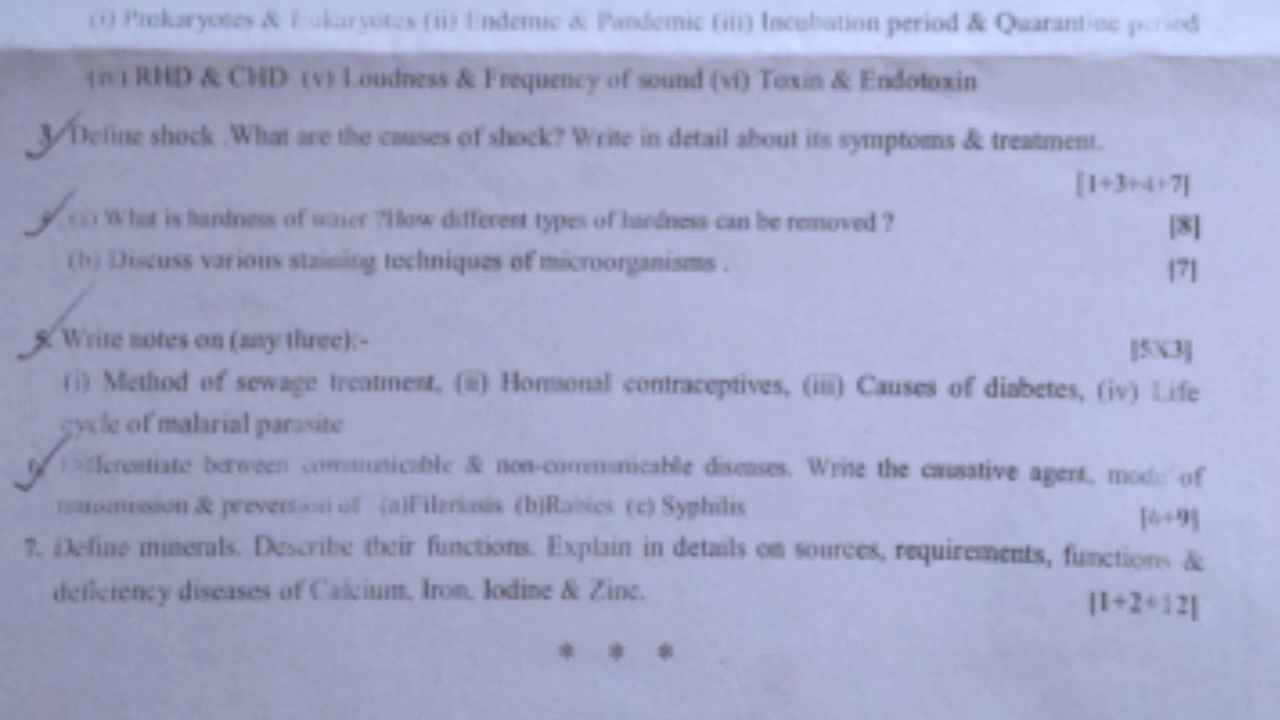 (i) Prokaryotes & Eukaryotes (ii) Endemic & Pandemic (iii) Incubation period & Quarantine period
(iv) RHD & CHD (v) Loudness & Frequency of sound (vi) Toxin & Endotoxin
3. Define shock .What are the causes of shock? Write in detail about its symptoms & treatment.
[1+3+4+7]
(a) What is hardness of water ?How different types of hardness can be removed ? [8]
(b) Discuss various staining techniques of microorganisms . [7]
5. Write notes on (any three):- [5X3]
(i) Method of sewage treatment, (ii) Hormonal contraceptives, (iii) Causes of diabetes, (iv) Life
cycle of malarial parasite
6. Differentiate between communicable & non-communicable diseases. Write the causative agent, mode of
transmission & prevention of (a)Filariasis (b)Rabies (c) Syphilis [6+9]
7. Define minerals. Describe their functions. Explain in details on sources, requirements, functions &
deficiency diseases of Calcium, Iron, Iodine & Zinc. [1+2+12]
* * *